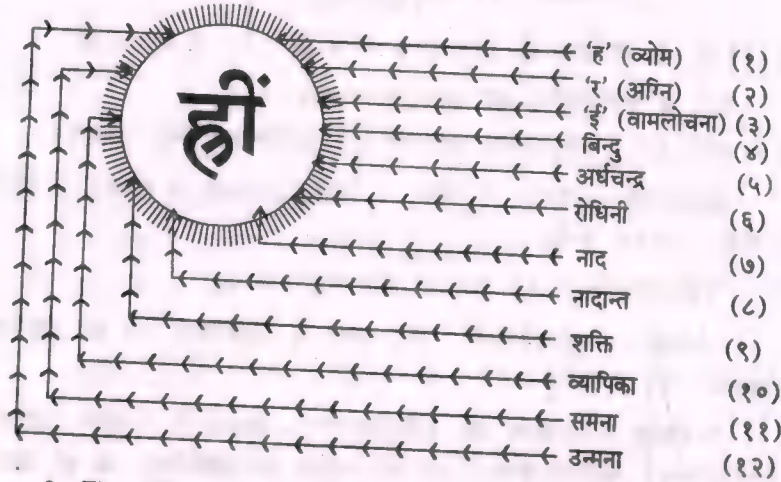 ह्रीं
'ह' (व्योम) (१)
'र' (अग्नि) (२)
'ई' (वामलोचना) (३)
बिन्दु (४)
अर्धचन्द्र (५)
रोधिनी (६)
नाद (७)
नादान्त (८)
शक्ति (९)
व्यापिका (१०)
समना (११)
उन्मना (१२)